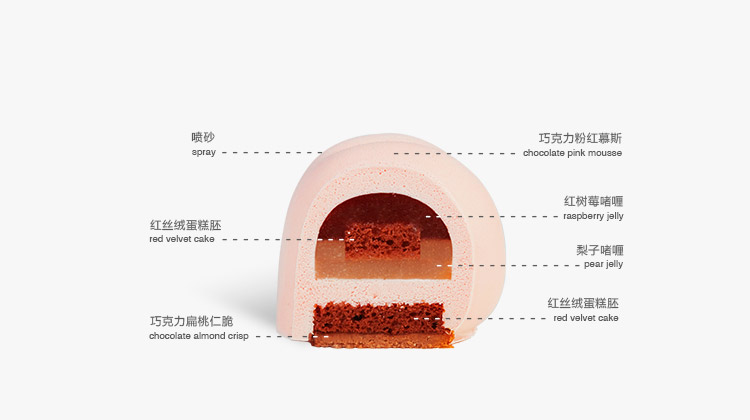 喷砂
spray
巧克力粉红慕斯
chocolate pink mousse
红树莓啫喱
raspberry jelly
红丝绒蛋糕胚
red velvet cake
梨子啫喱
pear jelly
红丝绒蛋糕胚
red velvet cake
巧克力扁桃仁脆
chocolate almond crisp